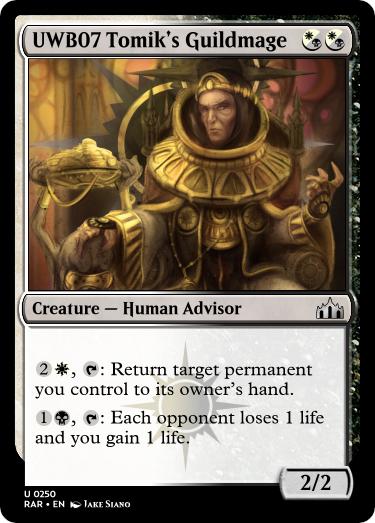 UWB07 Tomik's Guildmage
Creature — Human Advisor
2, : Return target permanent
you control to its owner's hand.
1, : Each opponent loses 1 life
and you gain 1 life.
2/2
U 0250
RAR • EN Jake Siano